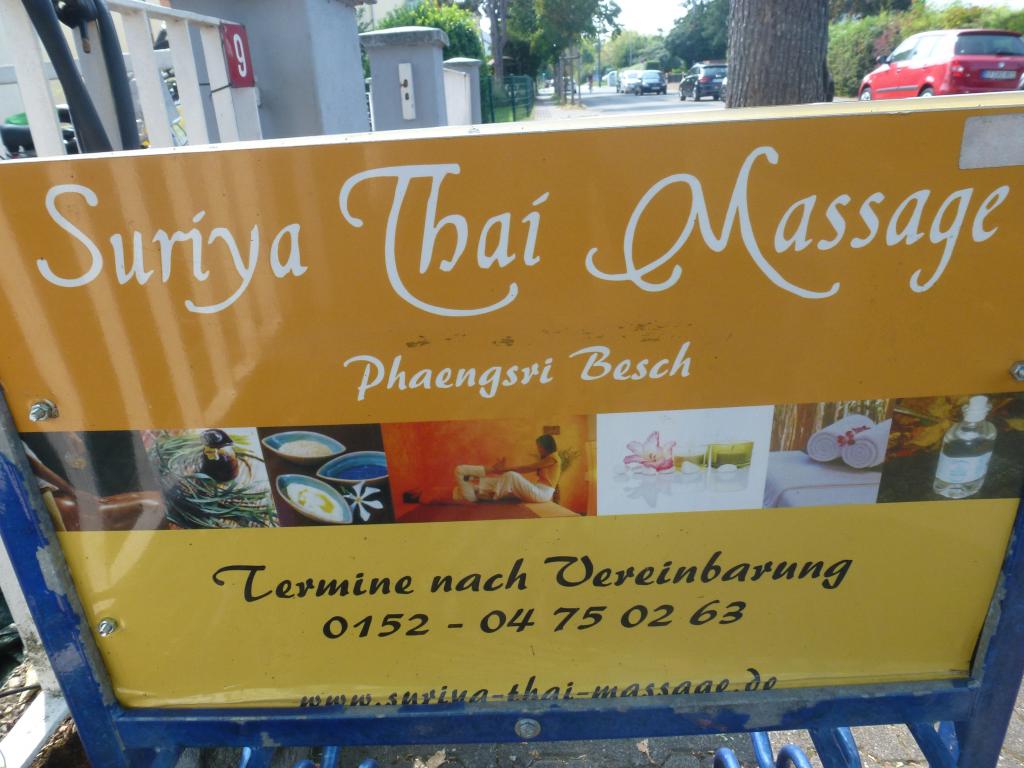 9
Suriya Thai Massage
Phaengsri Besch
Termine nach Vereinbarung
0152 - 04 75 02 63
www.suriya-thai-massage.de